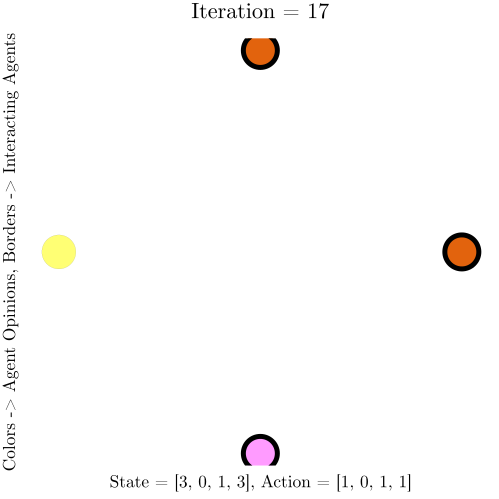 Iteration = 17
Colors -> Agent Opinions, Borders -> Interacting Agents
State = [3, 0, 1, 3], Action = [1, 0, 1, 1]